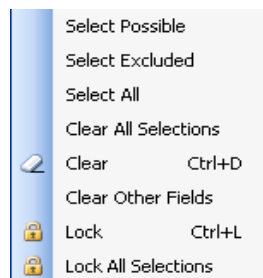 Select Possible
Select Excluded
Select All
Clear All Selections
Clear Ctrl+D
Clear Other Fields
Lock Ctrl+L
Lock All Selections